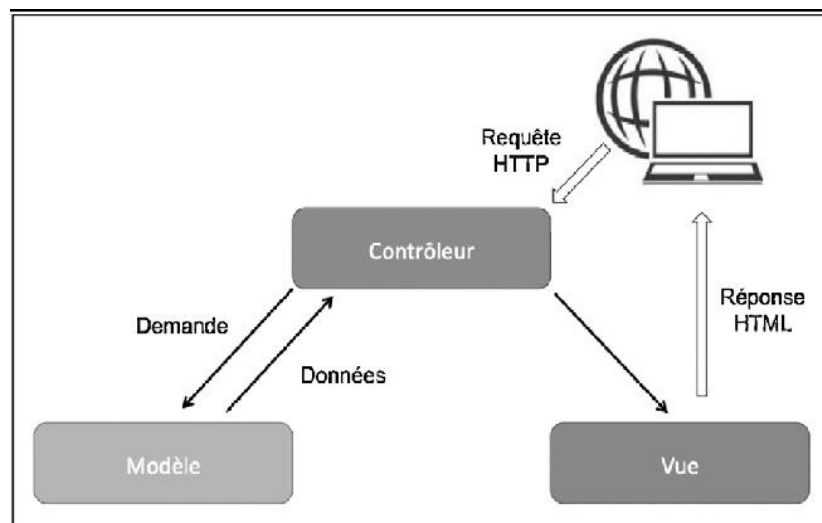 Requête
HTTP
Contrôleur
Demande
Données
Réponse
HTML
Modèle
Vue